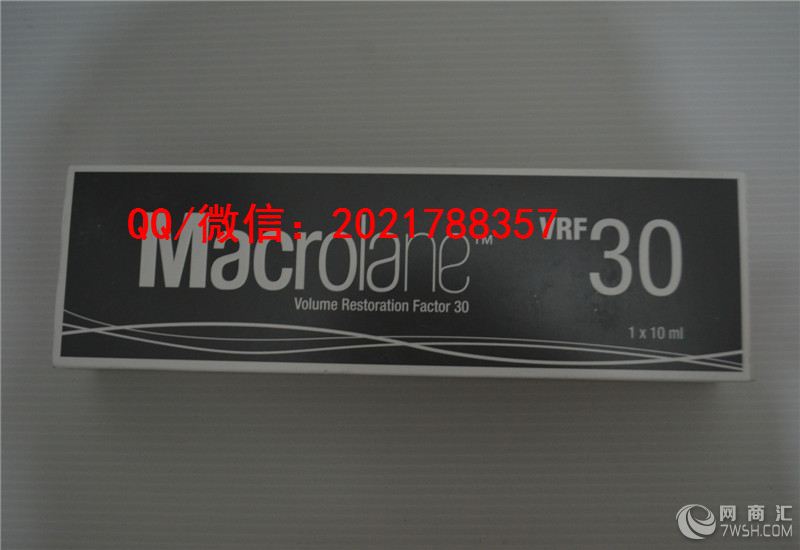 QQ/微信：2021788357
Macrolane™
VRF 30
Volume Restoration Factor 30
1 x 10 ml
网商汇
7WSH.COM